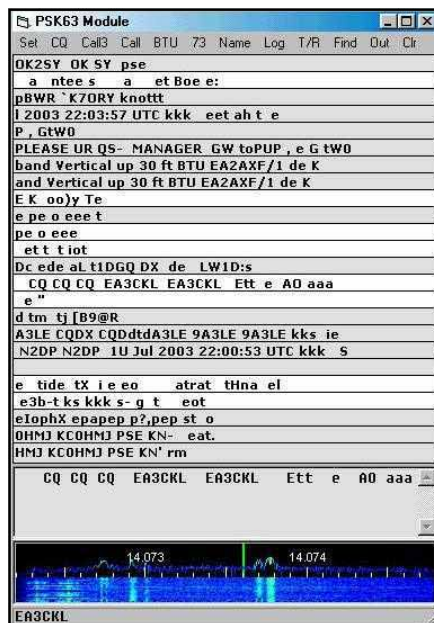 PSK63 Module
Set CQ Call3 Call BTU 73 Name Log T/R Find Out Clr
OK2SY OK SY pse
a ntee s a et Boe e:
pBWR `K7ORY knottt
l 2003 22:03:57 UTC kkk eet ah t e
P , GtW0
PLEASE UR QS- MANAGER GW toPUP , e G tW0
band Vertical up 30 ft BTU EA2AXF/1 de K
and Vertical up 30 ft BTU EA2AXF/1 de K
E K oo)y Te
e pe o eee t
pe o eee
et t t iot
Dc ede aL t1DGQ DX de LW1D:s
CQ CQ CQ EA3CKL EA3CKL Ett e AO aaa
e "
d tm tj [B9@R
A3LE CQDX CQDdtdA3LE 9A3LE 9A3LE kks ie
N2DP N2DP 1U Jul 2003 22:00:53 UTC kkk S
e tide tX i e eo atrat tHna el
e3b-t ks kkk s- g t eot
eIophX epapep p?,pep st o
0HMJ KC0HMJ PSE KN- eat.
HMJ KC0HMJ PSE KN' rm
CQ CQ CQ EA3CKL EA3CKL Ett e AO aaa
14.073 14.074
EA3CKL